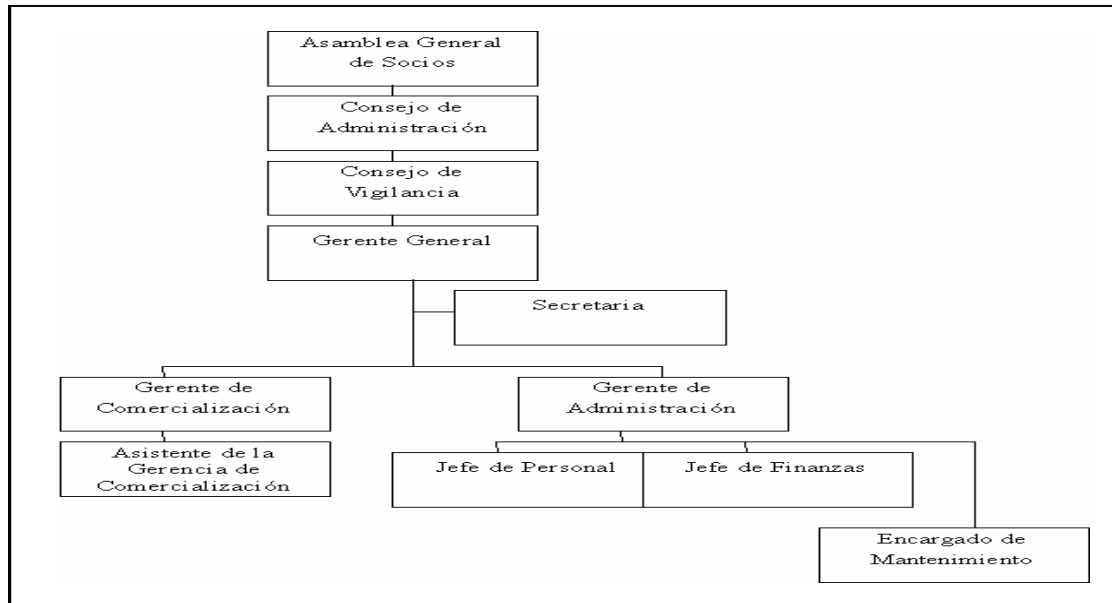 Asamblea General
de Socios
Consejo de
Administración
Consejo de
Vigilancia
Gerente General
Secretaria
Gerente de
Comercialización
Gerente de
Administración
Asistente de la
Gerencia de
Comercialización
Jefe de Personal
Jefe de Finanzas
Encargado de
Mantenimiento